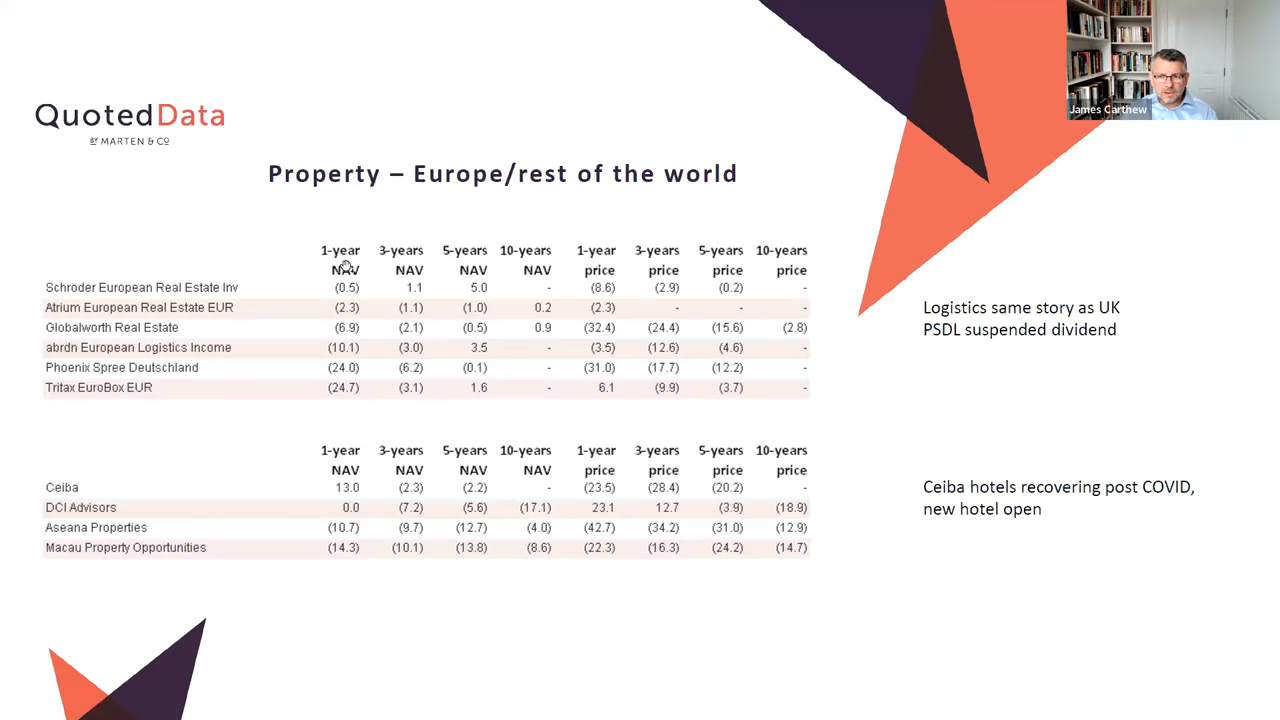 James Carthew
QuotedData
BY MARTEN & CO
Property – Europe/rest of the world
1-year 3-years 5-years 10-years 1-year 3-years 5-years 10-years
NAV NAV NAV NAV price price price price
Schroder European Real Estate Inv (0.5) 1.1 5.0 - (8.6) (2.9) (0.2) -
Atrium European Real Estate EUR (2.3) (1.1) (1.0) 0.2 (2.3) - - -
Globalworth Real Estate (6.9) (2.1) (0.5) 0.9 (32.4) (24.4) (15.6) (2.8)
abrdn European Logistics Income (10.1) (3.0) 3.5 - (3.5) (12.6) (4.6) -
Phoenix Spree Deutschland (24.0) (6.2) (0.1) - (31.0) (17.7) (12.2) -
Tritax EuroBox EUR (24.7) (3.1) 1.6 - 6.1 (9.9) (3.7) -
Logistics same story as UK
PSDL suspended dividend
1-year 3-years 5-years 10-years 1-year 3-years 5-years 10-years
NAV NAV NAV NAV price price price price
Ceiba 13.0 (2.3) (2.2) - (23.5) (28.4) (20.2) -
DCI Advisors 0.0 (7.2) (5.6) (17.1) 23.1 12.7 (3.9) (18.9)
Aseana Properties (10.7) (9.7) (12.7) (4.0) (42.7) (34.2) (31.0) (12.9)
Macau Property Opportunities (14.3) (10.1) (13.8) (8.6) (22.3) (16.3) (24.2) (14.7)
Ceiba hotels recovering post COVID,
new hotel open